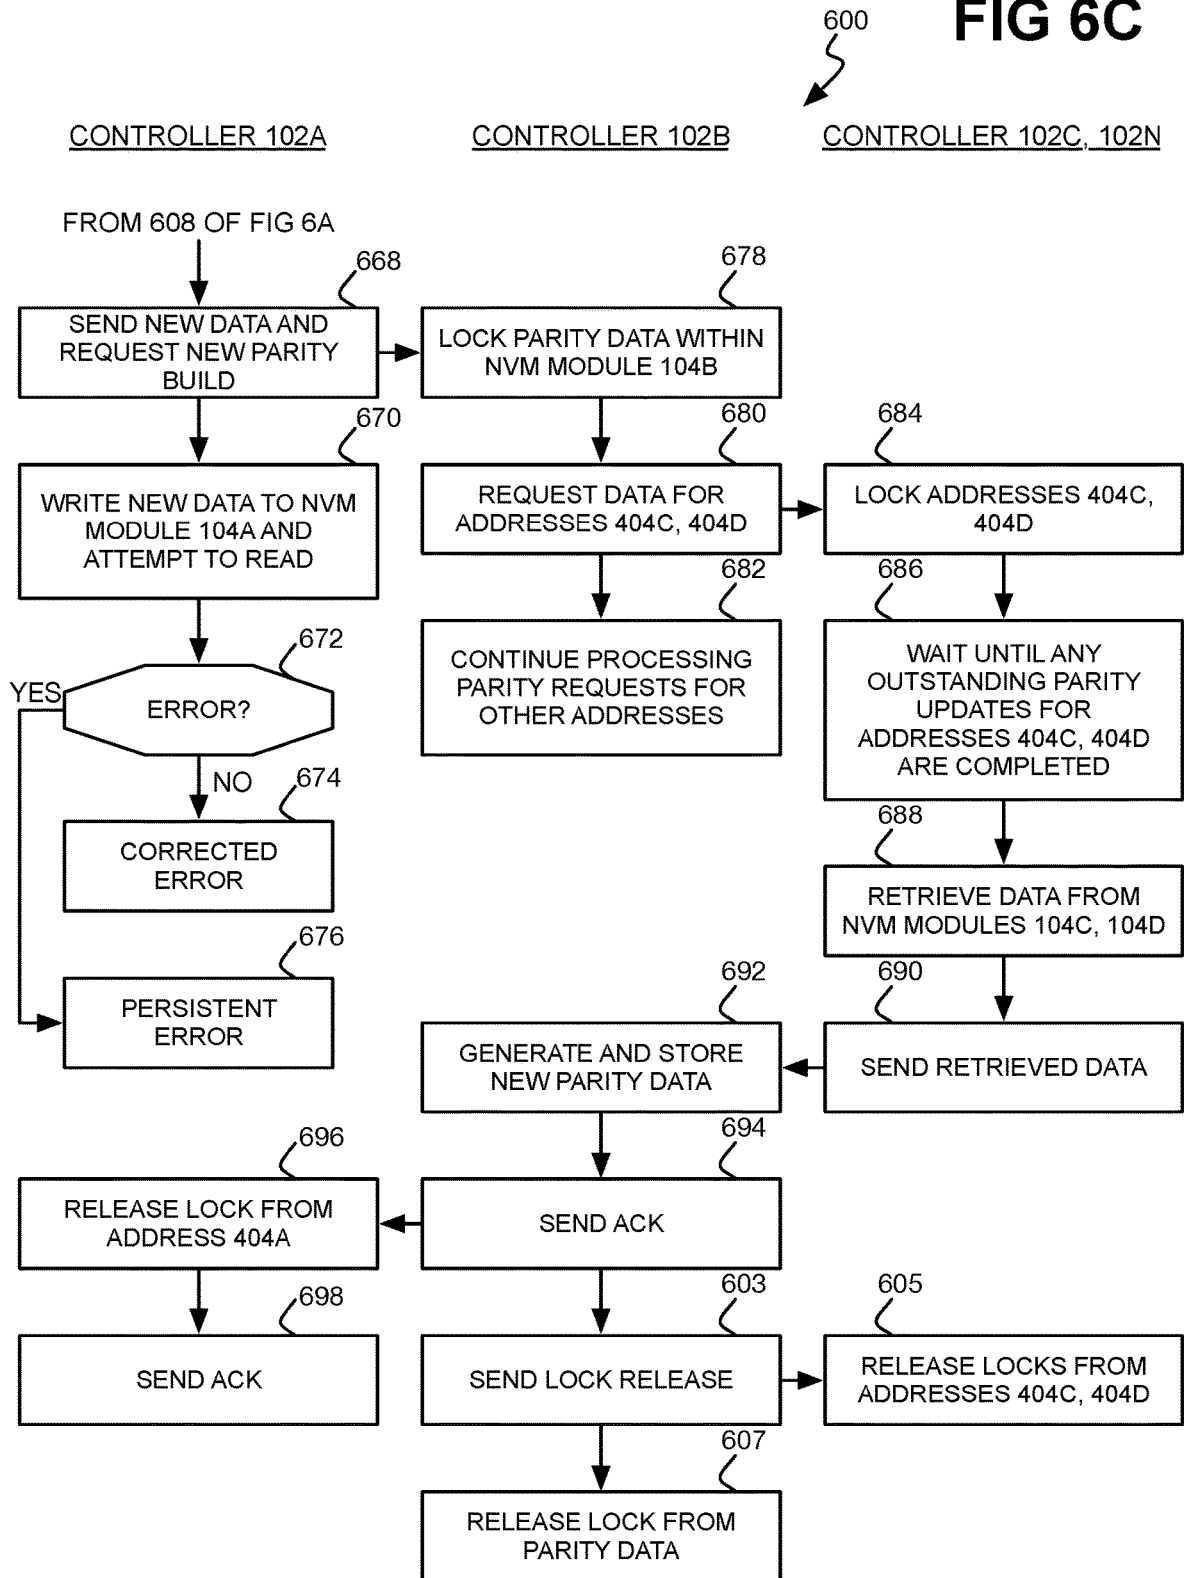 FIG 6C
600
CONTROLLER 102A
CONTROLLER 102B
CONTROLLER 102C, 102N
FROM 608 OF FIG 6A
668
SEND NEW DATA AND
REQUEST NEW PARITY
BUILD
678
LOCK PARITY DATA WITHIN
NVM MODULE 104B
670
WRITE NEW DATA TO NVM
MODULE 104A AND
ATTEMPT TO READ
680
REQUEST DATA FOR
ADDRESSES 404C, 404D
684
LOCK ADDRESSES 404C,
404D
672
YES
ERROR?
NO
682
CONTINUE PROCESSING
PARITY REQUESTS FOR
OTHER ADDRESSES
686
WAIT UNTIL ANY
OUTSTANDING PARITY
UPDATES FOR
ADDRESSES 404C, 404D
ARE COMPLETED
674
CORRECTED
ERROR
688
RETRIEVE DATA FROM
NVM MODULES 104C, 104D
676
PERSISTENT
ERROR
692
GENERATE AND STORE
NEW PARITY DATA
690
SEND RETRIEVED DATA
696
RELEASE LOCK FROM
ADDRESS 404A
694
SEND ACK
698
SEND ACK
603
SEND LOCK RELEASE
605
RELEASE LOCKS FROM
ADDRESSES 404C, 404D
607
RELEASE LOCK FROM
PARITY DATA